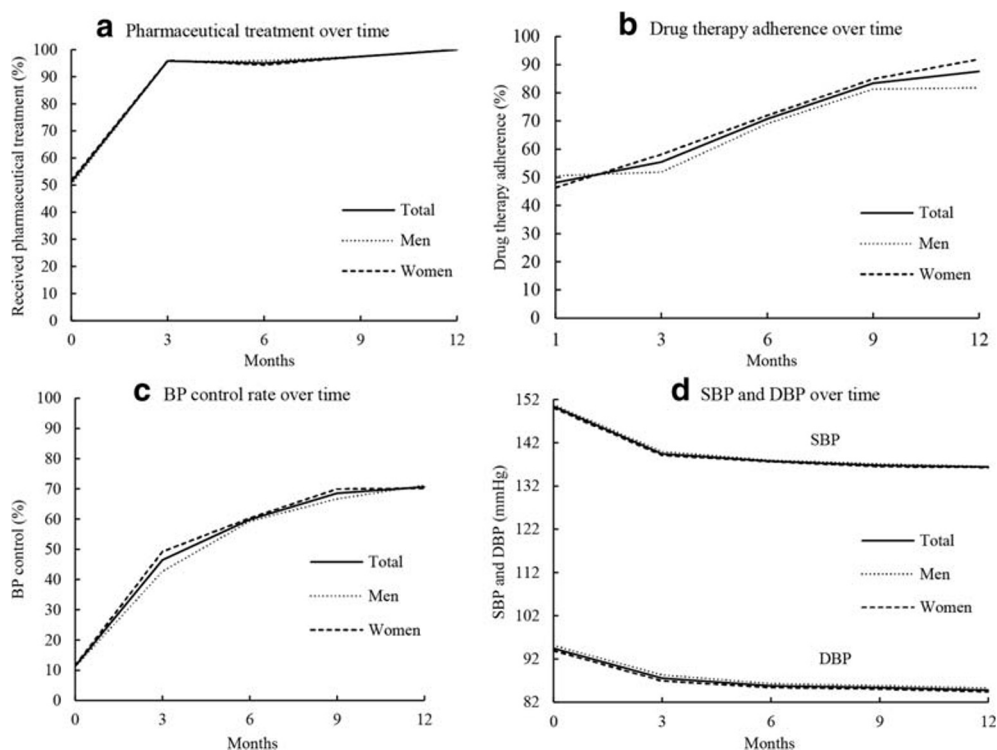 a Pharmaceutical treatment over time
Received pharmaceutical treatment (%)
100
90
80
70
60
50
40
30
20
10
0
Total
Men
Women
0 3 6 9 12
Months
b Drug therapy adherence over time
Drug therapy adherence (%)
100
90
80
70
60
50
40
30
20
10
0
Total
Men
Women
1 3 6 9 12
Months
c BP control rate over time
BP control (%)
100
90
80
70
60
50
40
30
20
10
0
Total
Men
Women
0 3 6 9 12
Months
d SBP and DBP over time
SBP and DBP (mmHg)
152
142
132
122
112
102
92
82
SBP
Total
Men
Women
DBP
0 3 6 9 12
Months